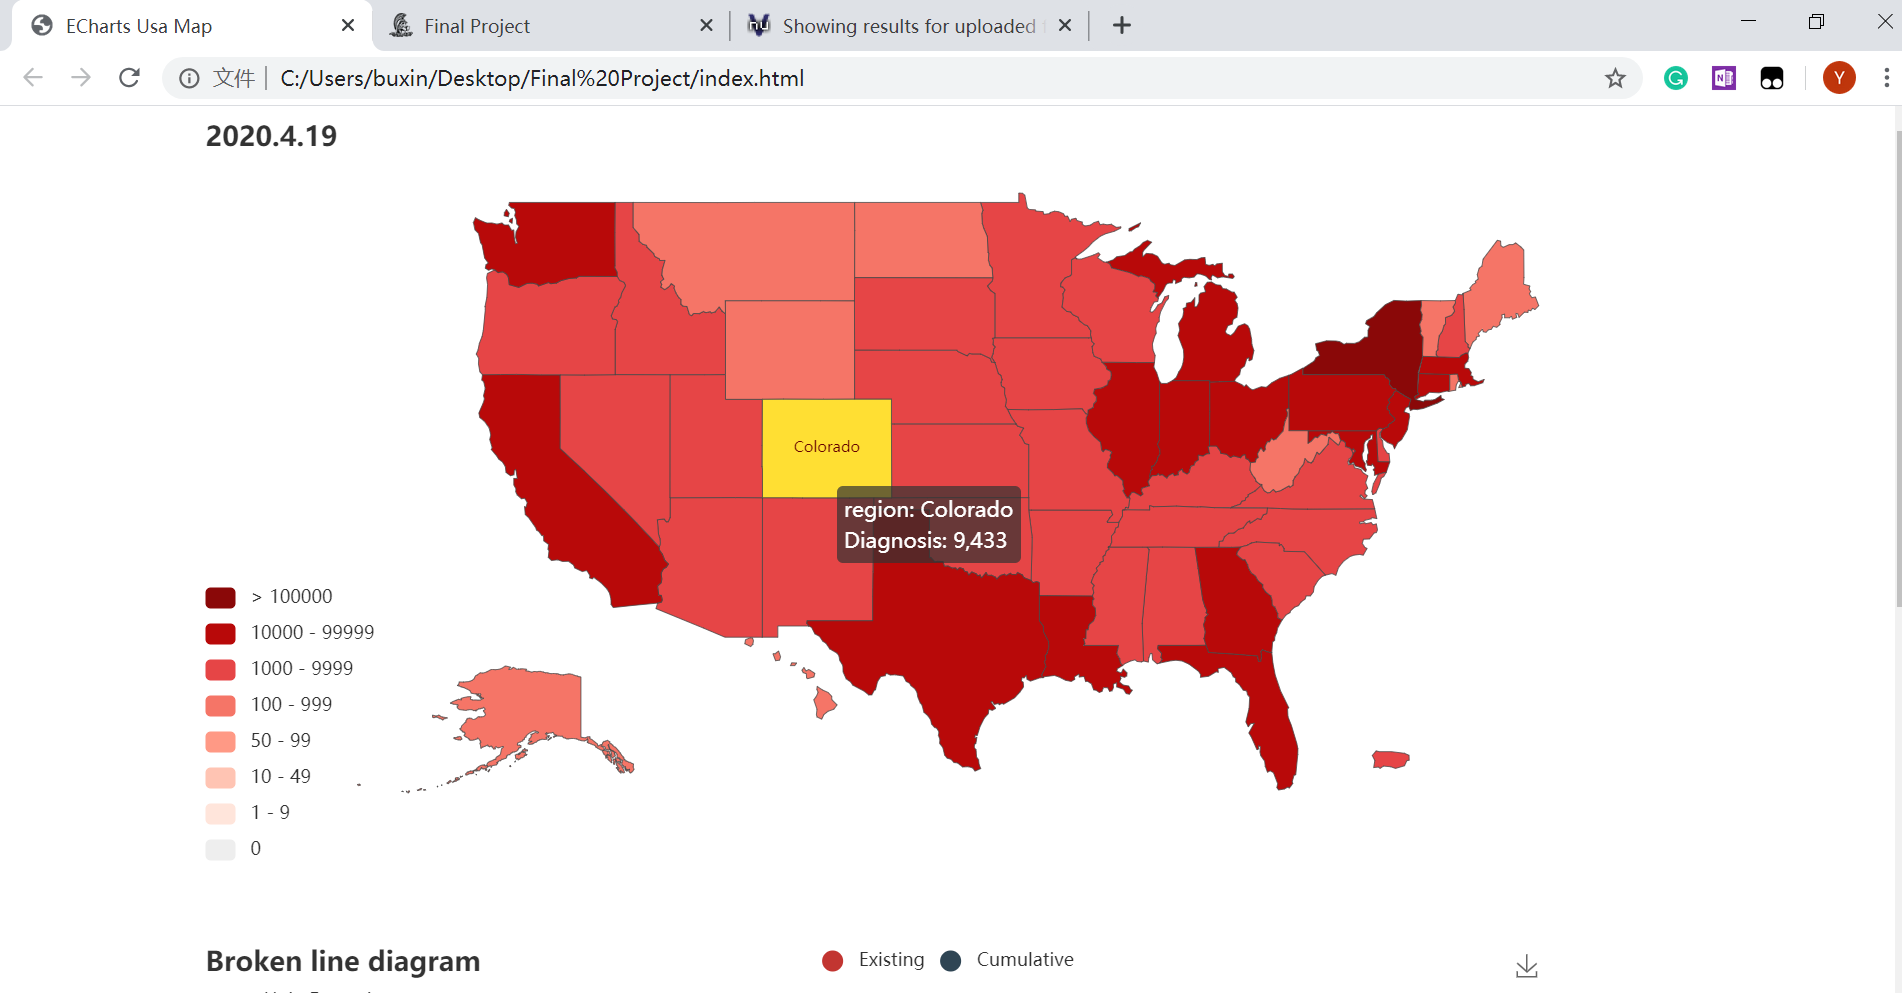 ECharts Usa Map
Final Project
Showing results for uploaded
文件 C:/Users/buxin/Desktop/Final%20Project/index.html
Y
2020.4.19
Colorado
region: Colorado
Diagnosis: 9,433
> 100000
10000 - 99999
1000 - 9999
100 - 999
50 - 99
10 - 49
1 - 9
0
Broken line diagram
Existing
Cumulative